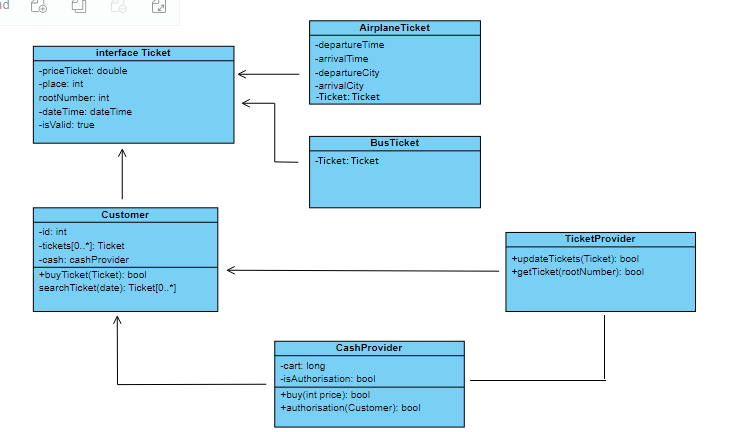 nd
AirplaneTicket
-departureTime
-arrivalTime
-departureCity
-arrivalCity
-Ticket: Ticket
interface Ticket
-priceTicket: double
-place: int
rootNumber: int
-dateTime: dateTime
-isValid: true
BusTicket
-Ticket: Ticket
Customer
-id: int
-tickets[0..*]: Ticket
-cash: cashProvider
+buyTicket(Ticket): bool
searchTicket(date): Ticket[0..*]
TicketProvider
+updateTickets(Ticket): bool
+getTicket(rootNumber): bool
CashProvider
-cart: long
-isAuthorisation: bool
+buy(int price): bool
+authorisation(Customer): bool